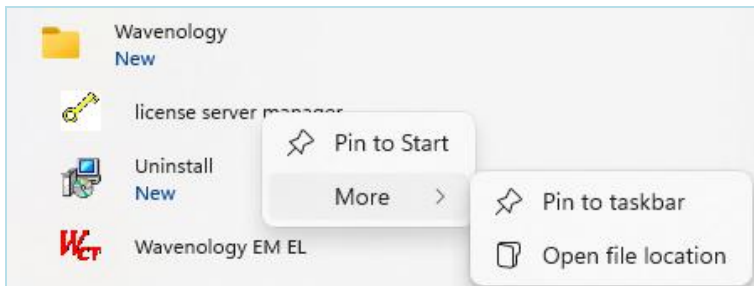 Wavenology
New
license server manager
Pin to Start
Uninstall
New
More
Pin to taskbar
Wavenology EM EL
Open file location
WCT